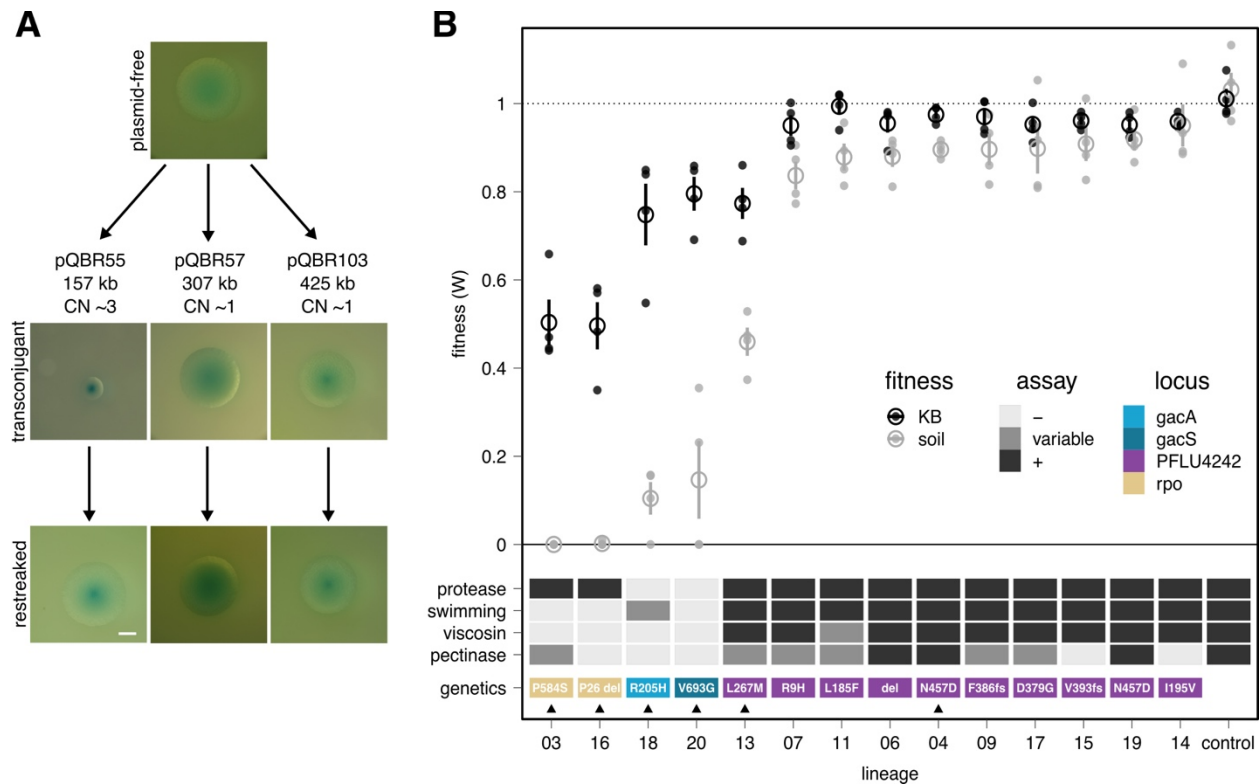 A
plasmid-free
pQBR55
157 kb
CN ~3
pQBR57
307 kb
CN ~1
pQBR103
425 kb
CN ~1
transconjugant
restreaked
B
fitness (W)
1
0.8
0.6
0.4
0.2
0
fitness
KB
soil
assay
–
variable
+
locus
gacA
gacS
PFLU4242
rpo
protease
swimming
viscosin
pectinase
genetics
P584S P26 del R205H V693G L267M R9H L185F del N457D F386fs D379G V393fs N457D I195V
03 16 18 20 13 07 11 06 04 09 17 15 19 14 control
lineage